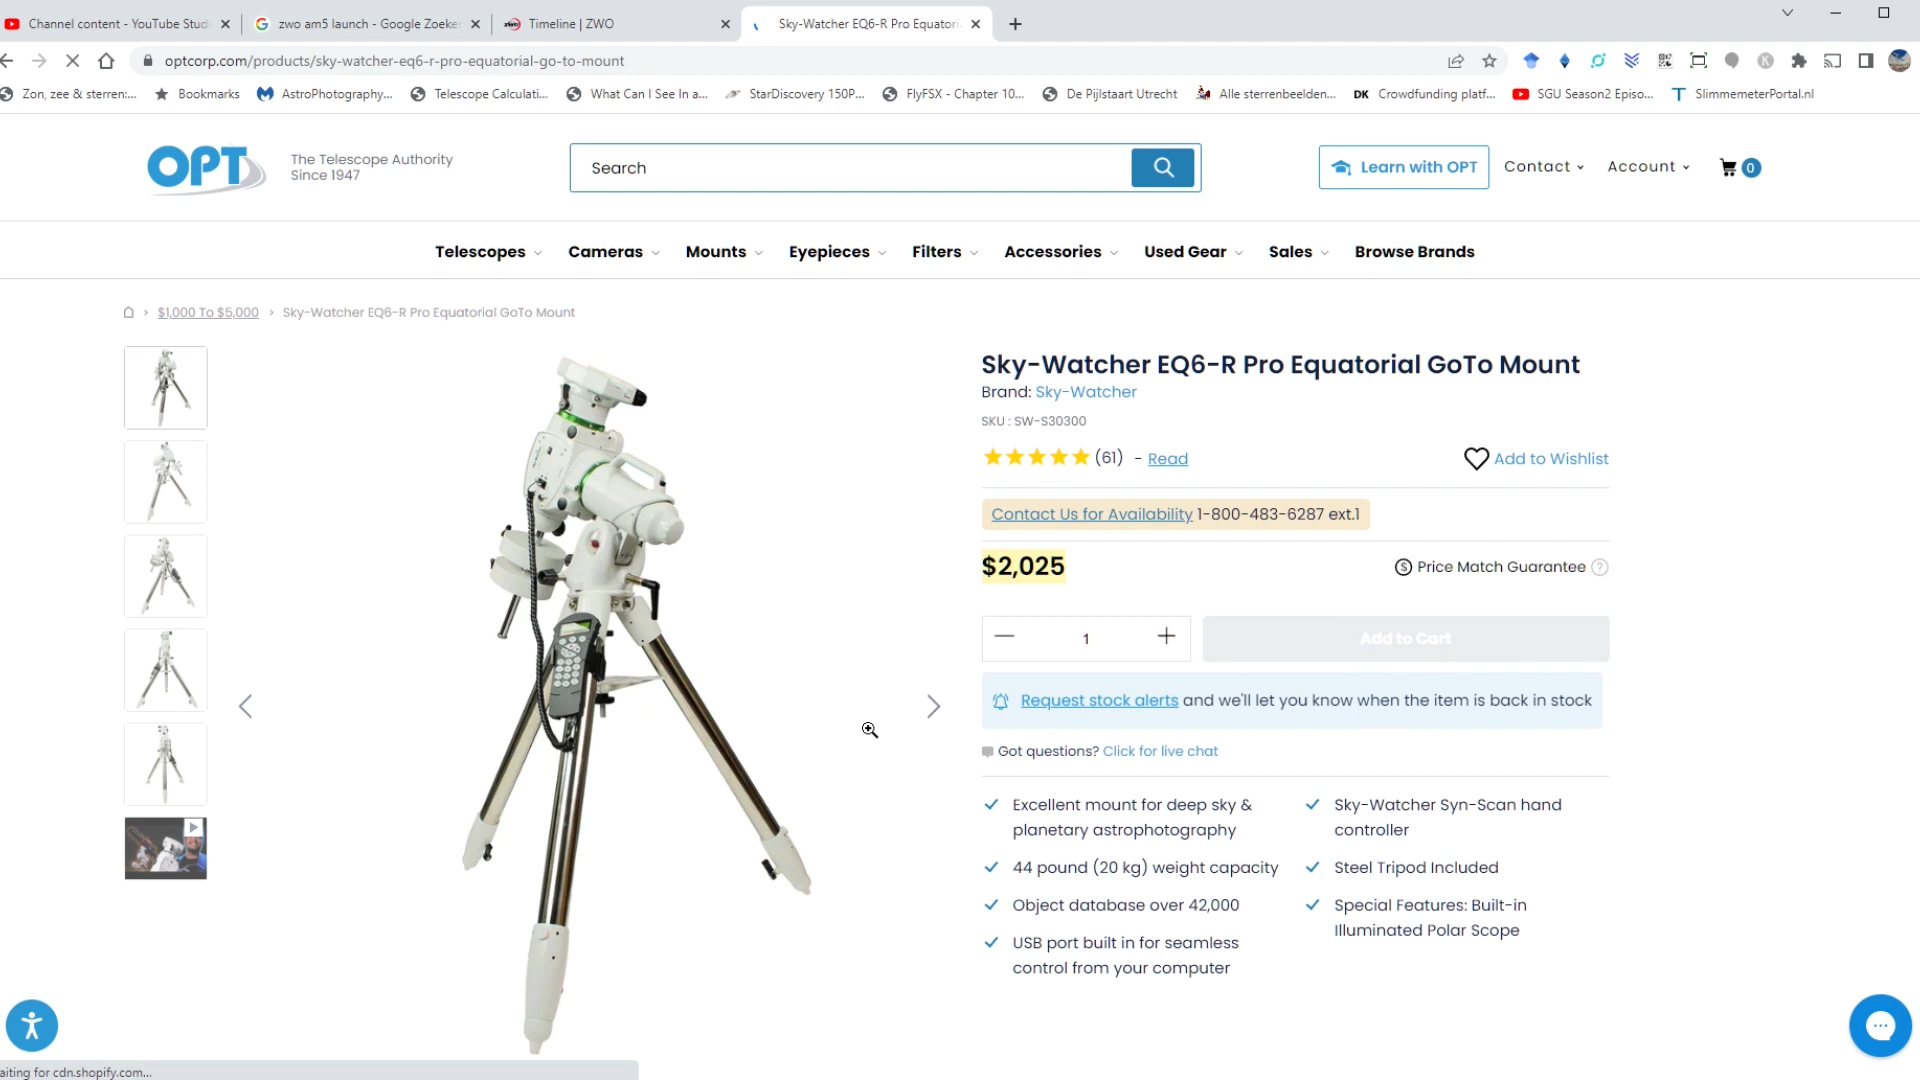 Channel content - YouTube Stud
zwo am5 launch - Google Zoeke
Timeline | ZWO
Sky-Watcher EQ6-R Pro Equatori
optcorp.com/products/sky-watcher-eq6-r-pro-equatorial-go-to-mount
Zon, zee & sterren:...
Bookmarks
AstroPhotography...
Telescope Calculati...
What Can I See In a...
StarDiscovery 150P...
FlyFSX - Chapter 10...
De Pijlstaart Utrecht
Alle sterrenbeelden...
DK Crowdfunding platf...
SGU Season2 Episo...
SlimmemeterPortal.nl
OPT
The Telescope Authority
Since 1947
Search
Learn with OPT
Contact
Account
0
Telescopes
Cameras
Mounts
Eyepieces
Filters
Accessories
Used Gear
Sales
Browse Brands
$1,000 To $5,000 › Sky-Watcher EQ6-R Pro Equatorial GoTo Mount
Sky-Watcher EQ6-R Pro Equatorial GoTo Mount
Brand: Sky-Watcher
SKU : SW-S30300
(61) - Read
Add to Wishlist
Contact Us for Availability 1-800-483-6287 ext.1
$2,025
Price Match Guarantee ?
1
Add to Cart
Request stock alerts and we'll let you know when the item is back in stock
Got questions? Click for live chat
Excellent mount for deep sky &
planetary astrophotography
44 pound (20 kg) weight capacity
Object database over 42,000
USB port built in for seamless
control from your computer
Sky-Watcher Syn-Scan hand
controller
Steel Tripod Included
Special Features: Built-in
Illuminated Polar Scope
aiting for cdn.shopify.com...